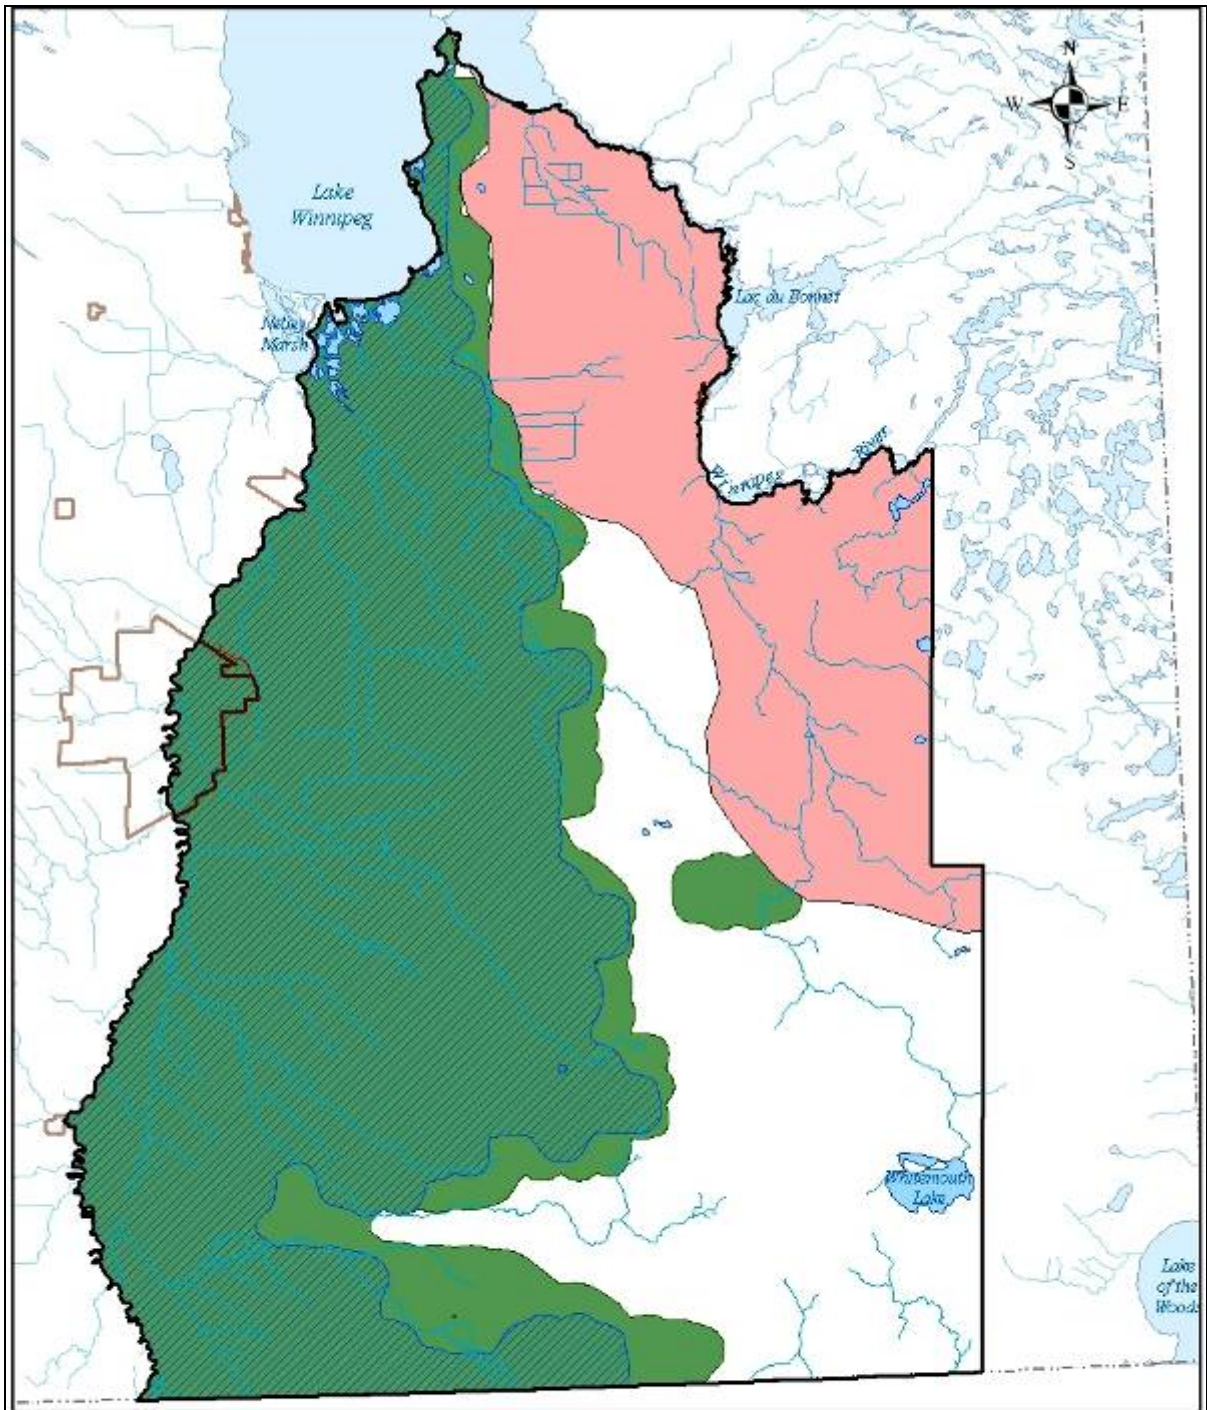 N
W E
S
Lake
Winnipeg
Lac du Bonnet
Netley
Marsh
Winnipeg River
Whitemouth
Lake
Lake
of the
Woods